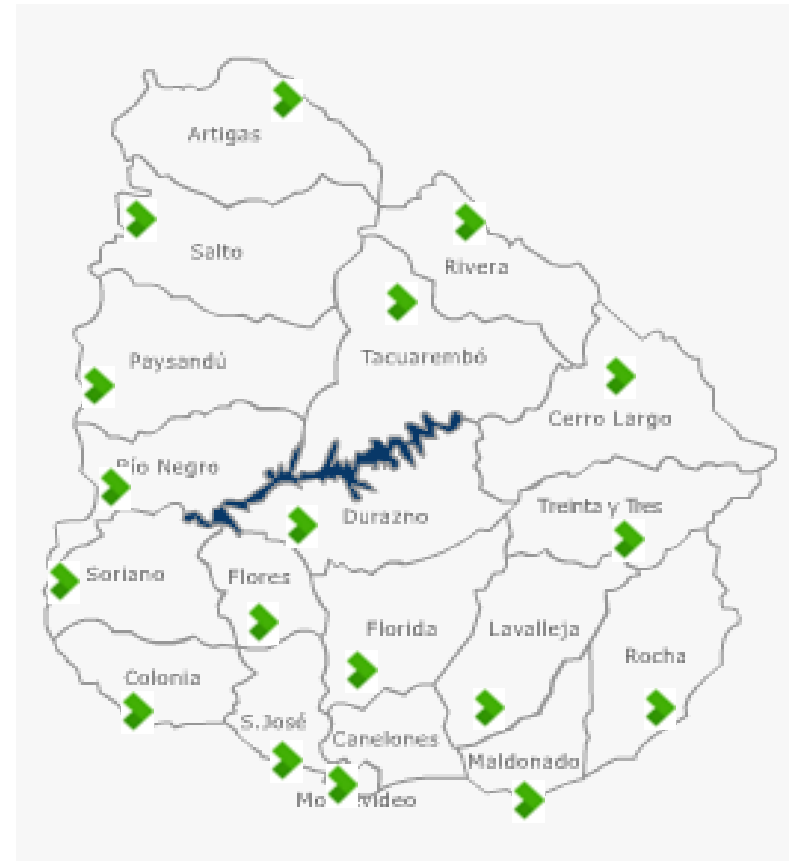 Artigas
Salto
Rivera
Paysandú
Tacuarembó
Cerro Largo
Río Negro
Treinta y Tres
Durazno
Soriano
Flores
Florida
Lavalleja
Rocha
Colonia
S.José
Canelones
Maldonado